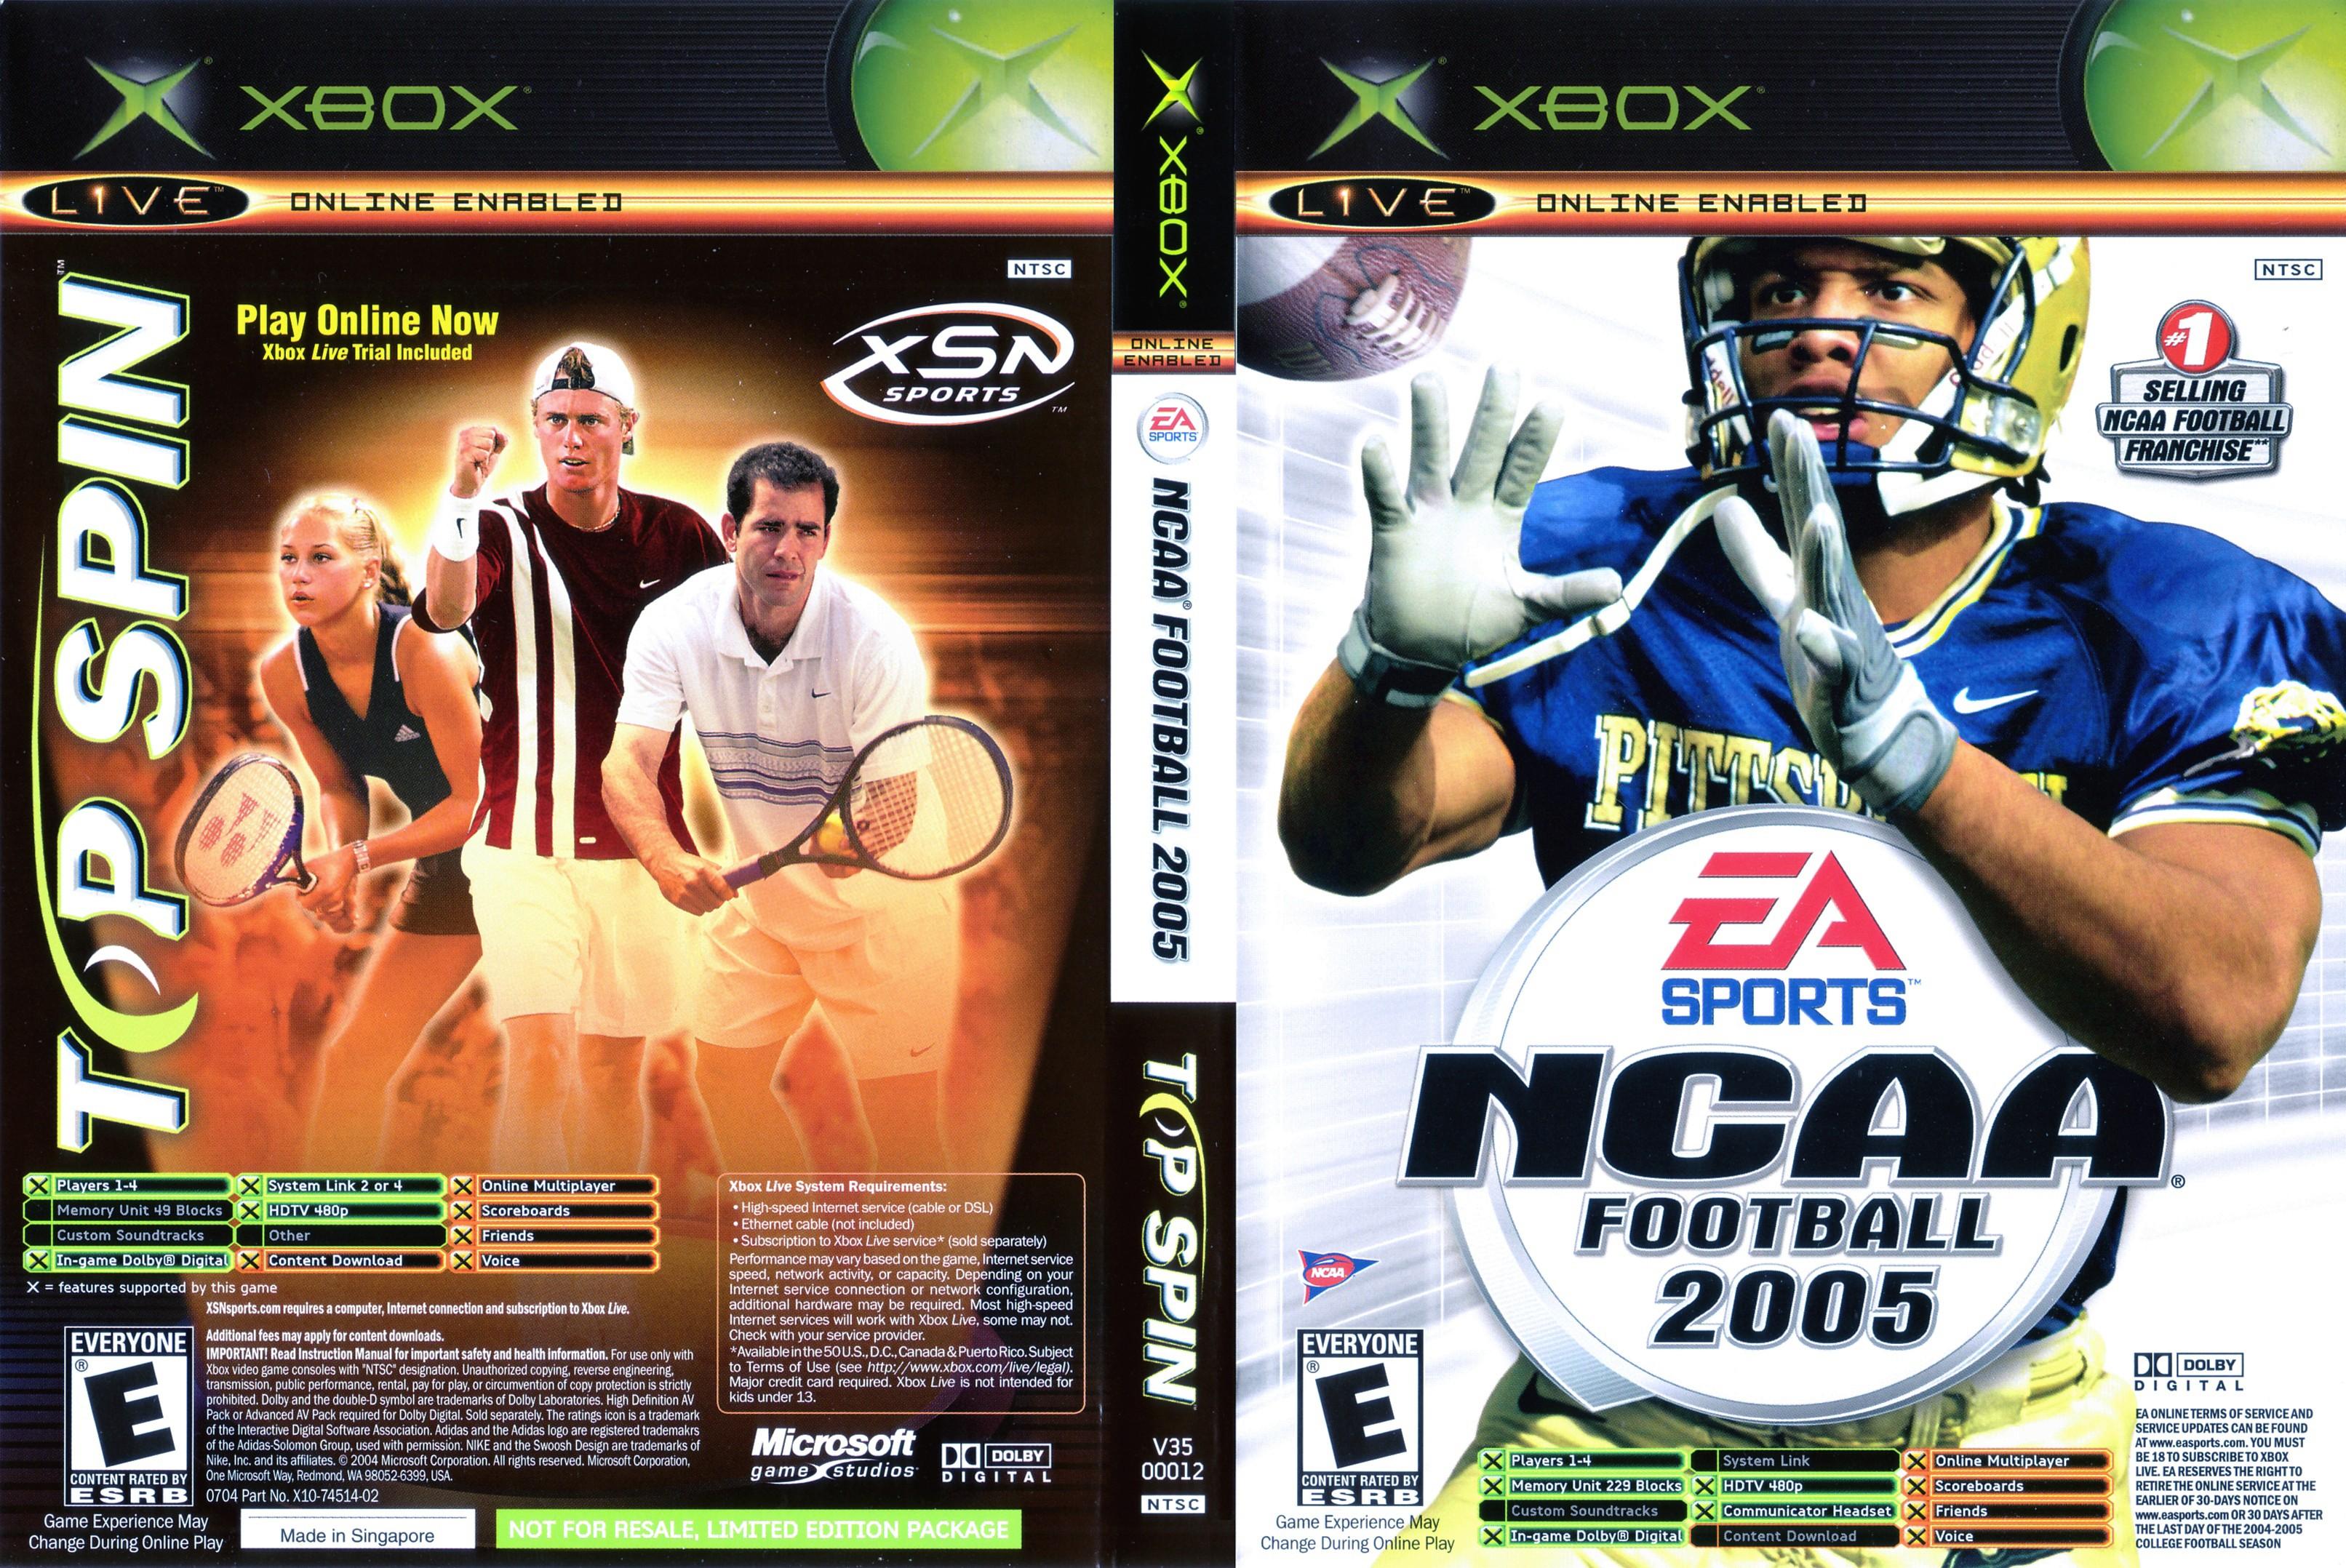 XBOX®
LIVE™ ONLINE ENABLED
NTSC
TOP SPIN™
Play Online Now
Xbox Live Trial Included
XSN
SPORTS™
X Players 1-4
Memory Unit 49 Blocks
Custom Soundtracks
X In-game Dolby® Digital
X System Link 2 or 4
X HDTV 480p
Other
X Content Download
X Online Multiplayer
X Scoreboards
X Friends
X Voice
X = features supported by this game
XSNsports.com requires a computer, Internet connection and subscription to Xbox Live.
Additional fees may apply for content downloads.
IMPORTANT! Read Instruction Manual for important safety and health information. For use only with
Xbox video game consoles with "NTSC" designation. Unauthorized copying, reverse engineering,
transmission, public performance, rental, pay for play, or circumvention of copy protection is strictly
prohibited. Dolby and the double-D symbol are trademarks of Dolby Laboratories. High Definition AV
Pack or Advanced AV Pack required for Dolby Digital. Sold separately. The ratings icon is a trademark
of the Interactive Digital Software Association. Adidas and the Adidas logo are registered trademakrs
of the Adidas-Solomon Group, used with permission. NIKE and the Swoosh Design are trademarks of
Nike, Inc. and its affiliates. © 2004 Microsoft Corporation. All rights reserved. Microsoft Corporation,
One Microsoft Way, Redmond, WA 98052-6399, USA.
0704 Part No. X10-74514-02
EVERYONE
®
E
CONTENT RATED BY
ESRB
Game Experience May
Change During Online Play
Made in Singapore
NOT FOR RESALE, LIMITED EDITION PACKAGE
Xbox Live System Requirements:
• High-speed Internet service (cable or DSL)
• Ethernet cable (not included)
• Subscription to Xbox Live service* (sold separately)
Performance may vary based on the game, Internet service
speed, network activity, or capacity. Depending on your
Internet service connection or network configuration,
additional hardware may be required. Most high-speed
Internet services will work with Xbox Live, some may not.
Check with your service provider.
*Available in the 50 U.S., D.C., Canada & Puerto Rico. Subject
to Terms of Use (see http://www.xbox.com/live/legal).
Major credit card required. Xbox Live is not intended for
kids under 13.
Microsoft
game studios
DOLBY
DIGITAL
XBOX®
ONLINE
ENABLED
EA
SPORTS
NCAA® FOOTBALL 2005
TOP SPIN
V35
00012
NTSC
XBOX®
LIVE™ ONLINE ENABLED
NTSC
#1
SELLING
NCAA FOOTBALL
FRANCHISE**
PITTSB
EA
SPORTS™
NCAA®
FOOTBALL
2005
NCAA
EVERYONE
®
E
CONTENT RATED BY
ESRB
Game Experience May
Change During Online Play
X Players 1-4
X Memory Unit 229 Blocks
Custom Soundtracks
X In-game Dolby® Digital
System Link
X HDTV 480p
X Communicator Headset
Content Download
X Online Multiplayer
X Scoreboards
X Friends
X Voice
DOLBY
DIGITAL
EA ONLINE TERMS OF SERVICE AND
SERVICE UPDATES CAN BE FOUND
AT www.easports.com. YOU MUST
BE 18 TO SUBSCRIBE TO XBOX
LIVE. EA RESERVES THE RIGHT TO
RETIRE THE ONLINE SERVICE AT THE
EARLIER OF 30-DAYS NOTICE ON
www.easports.com OR 30 DAYS AFTER
THE LAST DAY OF THE 2004-2005
COLLEGE FOOTBALL SEASON